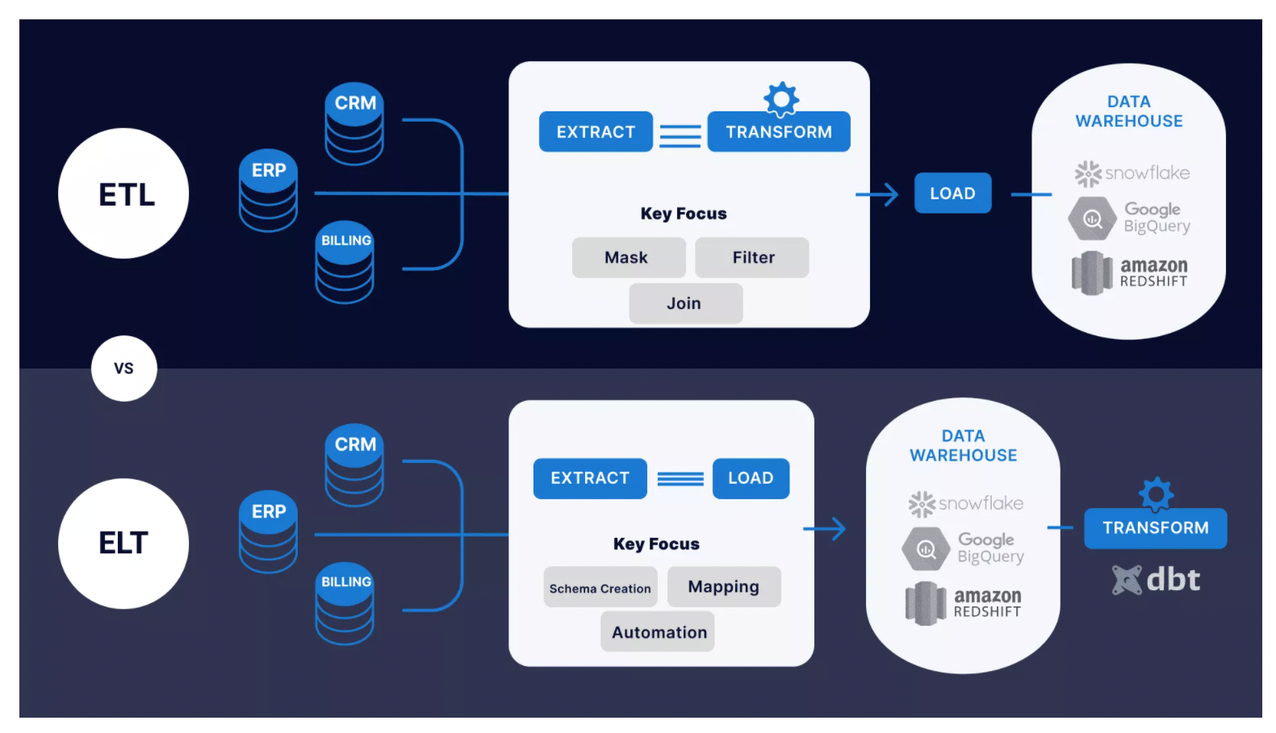 ETL
CRM
ERP
BILLING
EXTRACT
TRANSFORM
Key Focus
Mask
Filter
Join
LOAD
DATA
WAREHOUSE
snowflake
Google
BigQuery
amazon
REDSHIFT
VS
ELT
CRM
ERP
BILLING
EXTRACT
LOAD
Key Focus
Schema Creation
Mapping
Automation
DATA
WAREHOUSE
snowflake
Google
BigQuery
amazon
REDSHIFT
TRANSFORM
dbt